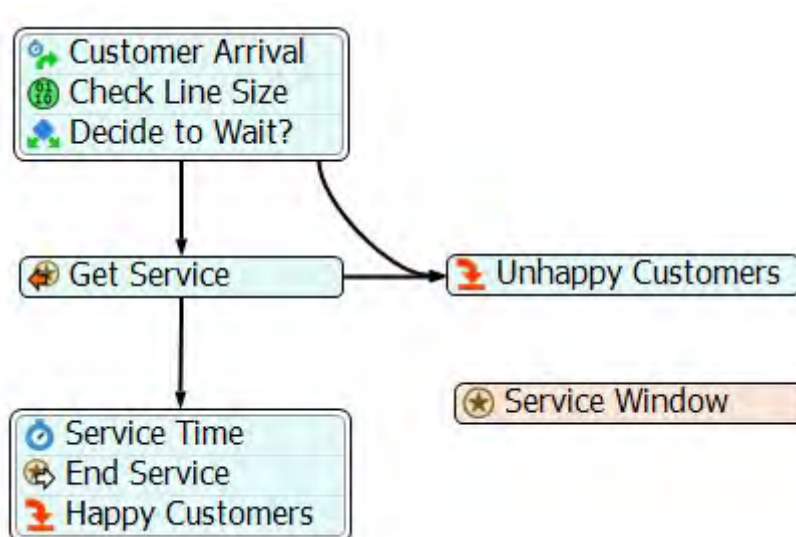 Customer Arrival
Check Line Size
Decide to Wait?
Get Service
Unhappy Customers
Service Window
Service Time
End Service
Happy Customers